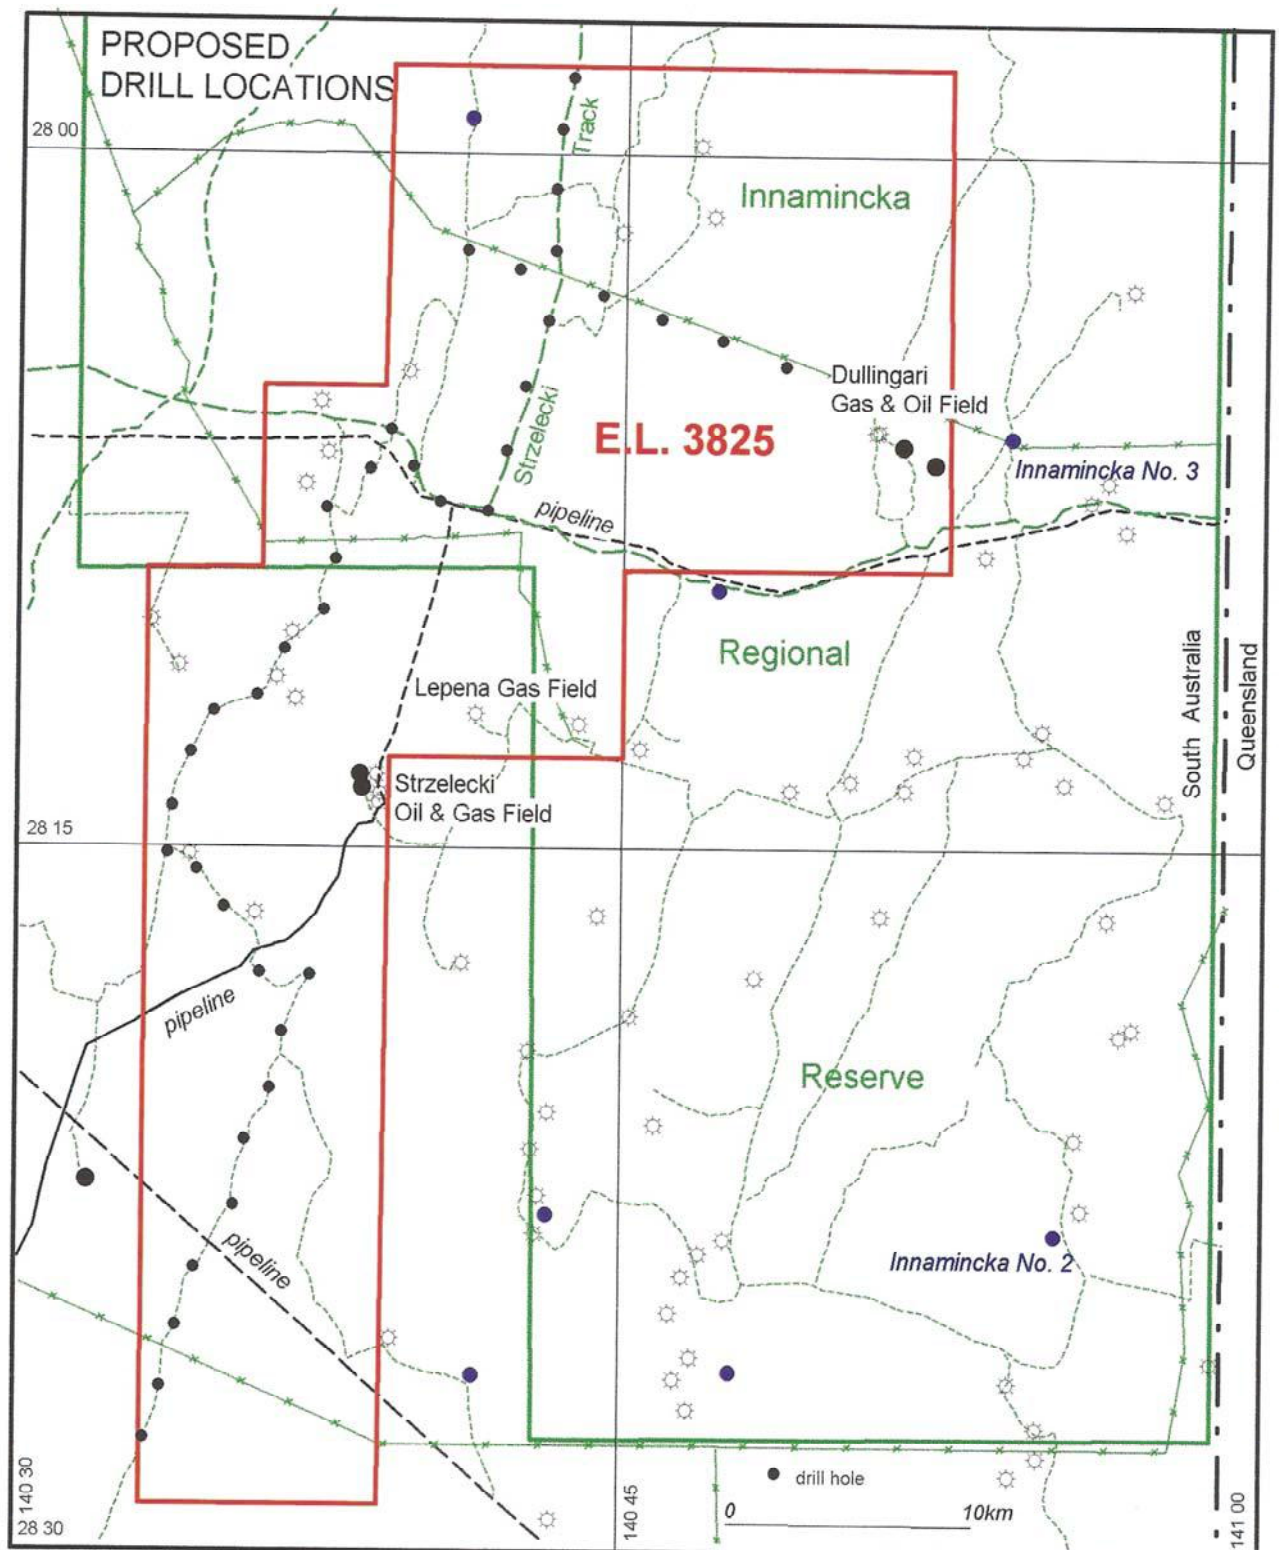 PROPOSED
DRILL LOCATIONS
28 00
Track
Innamincka
Dullingari
Gas & Oil Field
E.L. 3825
Strzelecki
Innamincka No. 3
pipeline
Regional
Lepena Gas Field
South Australia
Queensland
Strzelecki
Oil & Gas Field
28 15
pipeline
Reserve
pipeline
Innamincka No. 2
drill hole
0 10km
140 30
28 30
140 45
141 00